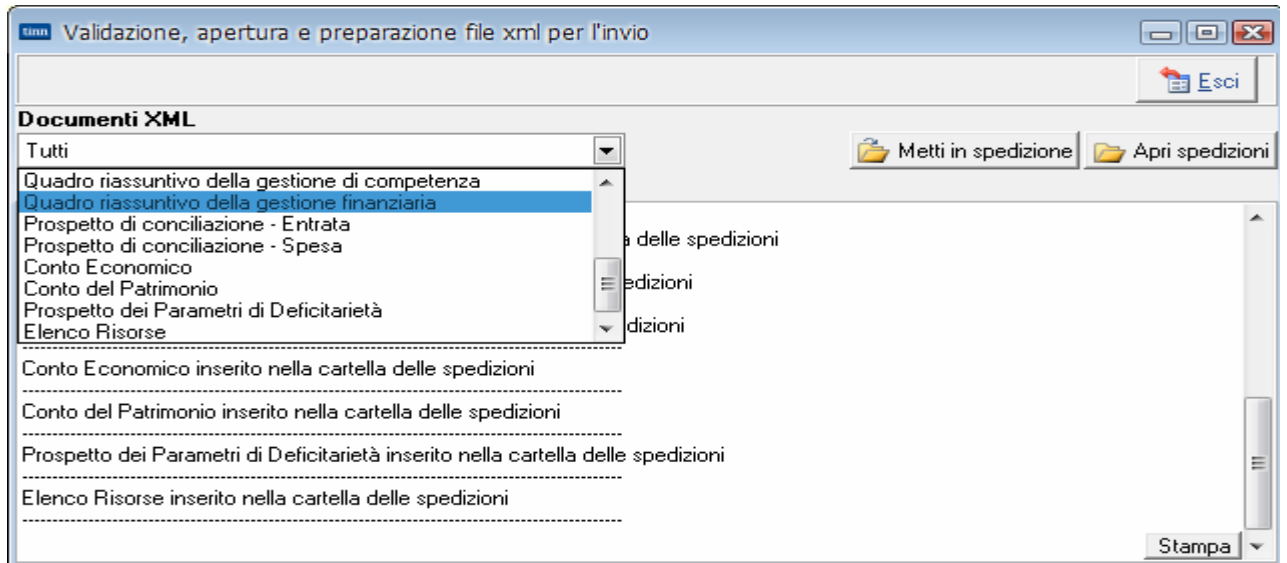 tinn Validazione, apertura e preparazione file xml per l'invio
Esci
Documenti XML
Tutti
Metti in spedizione Apri spedizioni
Quadro riassuntivo della gestione di competenza
Quadro riassuntivo della gestione finanziaria
Prospetto di conciliazione - Entrata
Prospetto di conciliazione - Spesa
delle spedizioni
Conto Economico
Conto del Patrimonio
Prospetto dei Parametri di Deficitarietà
Elenco Risorse
Conto Economico inserito nella cartella delle spedizioni
Conto del Patrimonio inserito nella cartella delle spedizioni
Prospetto dei Parametri di Deficitarietà inserito nella cartella delle spedizioni
Elenco Risorse inserito nella cartella delle spedizioni
Stampa